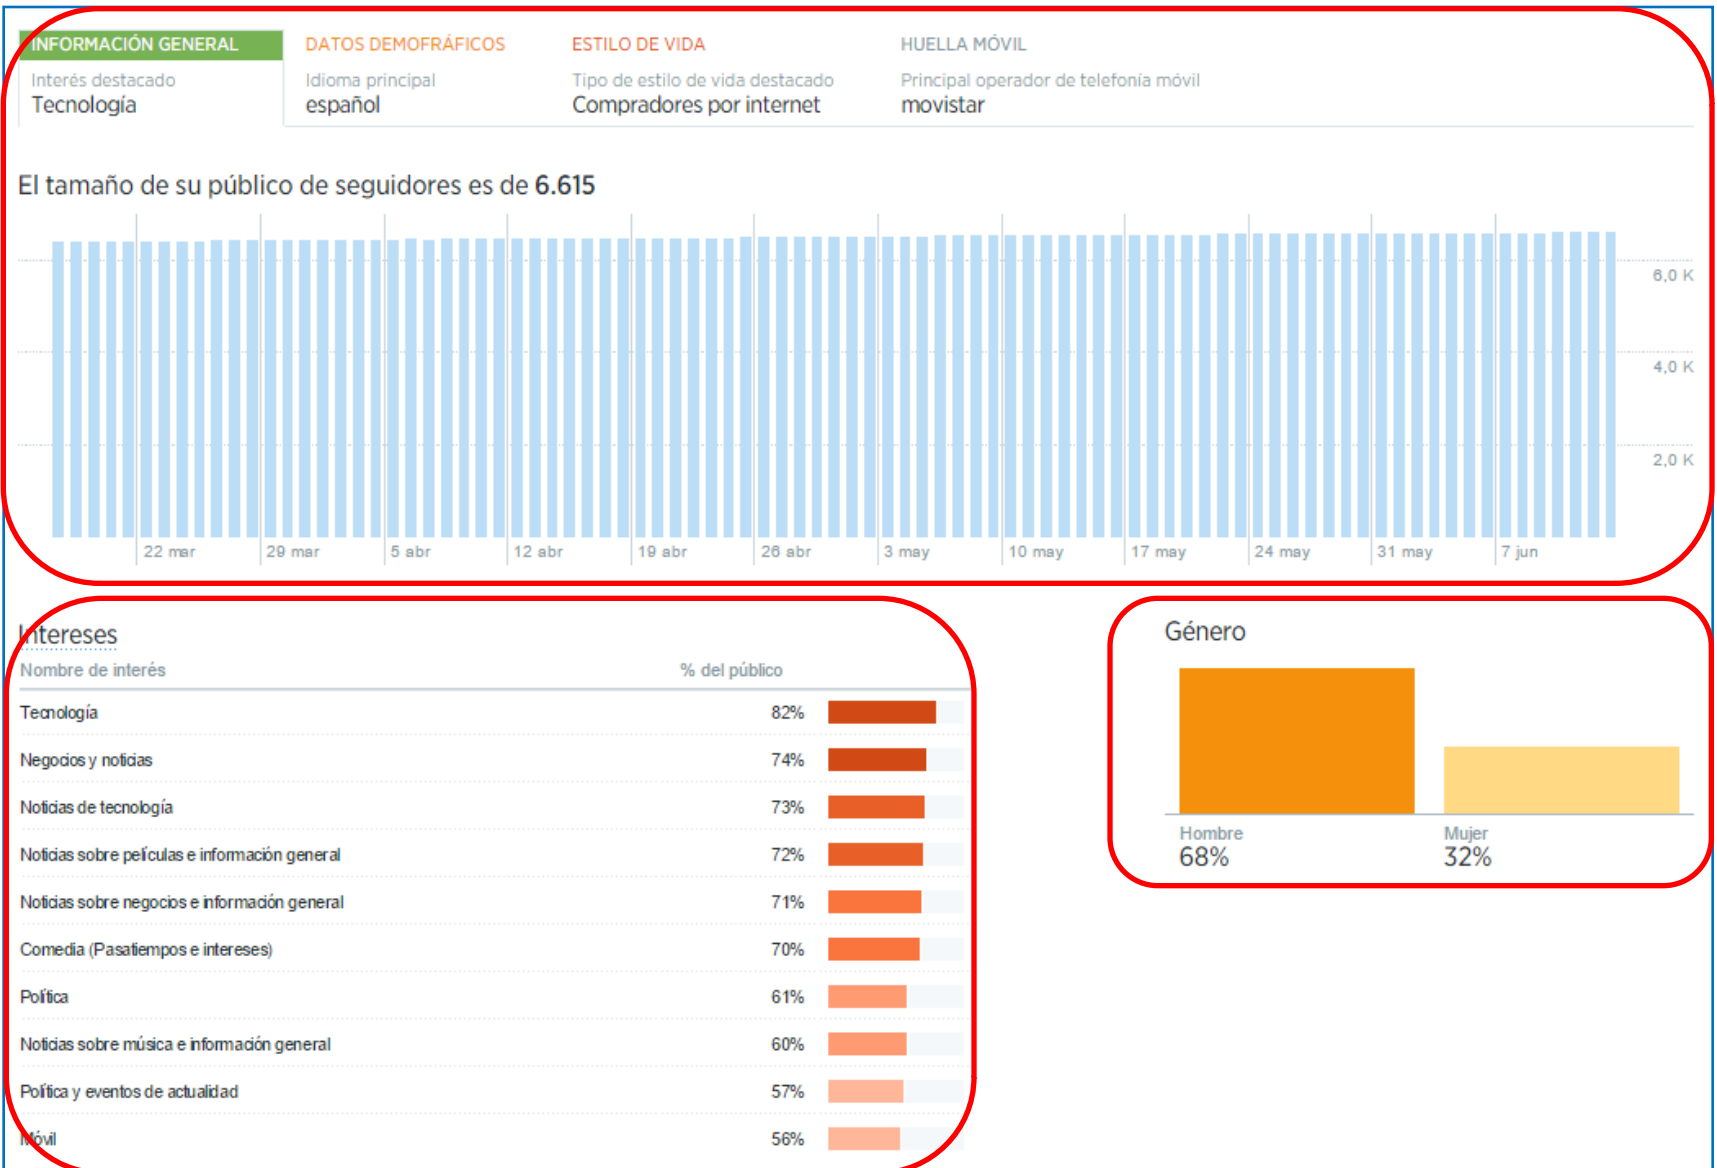 INFORMACIÓN GENERAL DATOS DEMOFRÁFICOS ESTILO DE VIDA HUELLA MÓVIL
Interés destacado Idioma principal Tipo de estilo de vida destacado Principal operador de telefonía móvil
Tecnología español Compradores por internet movistar
El tamaño de su público de seguidores es de 6.615
6,0 K
4,0 K
2,0 K
22 mar 29 mar 5 abr 12 abr 19 abr 26 abr 3 may 10 may 17 may 24 may 31 may 7 jun
Intereses
Nombre de interés % del público
Tecnología 82%
Negocios y noticias 74%
Noticias de tecnología 73%
Noticias sobre películas e información general 72%
Noticias sobre negocios e información general 71%
Comedia (Pasatiempos e intereses) 70%
Política 61%
Noticias sobre música e información general 60%
Política y eventos de actualidad 57%
Móvil 56%
Género
Hombre Mujer
68% 32%